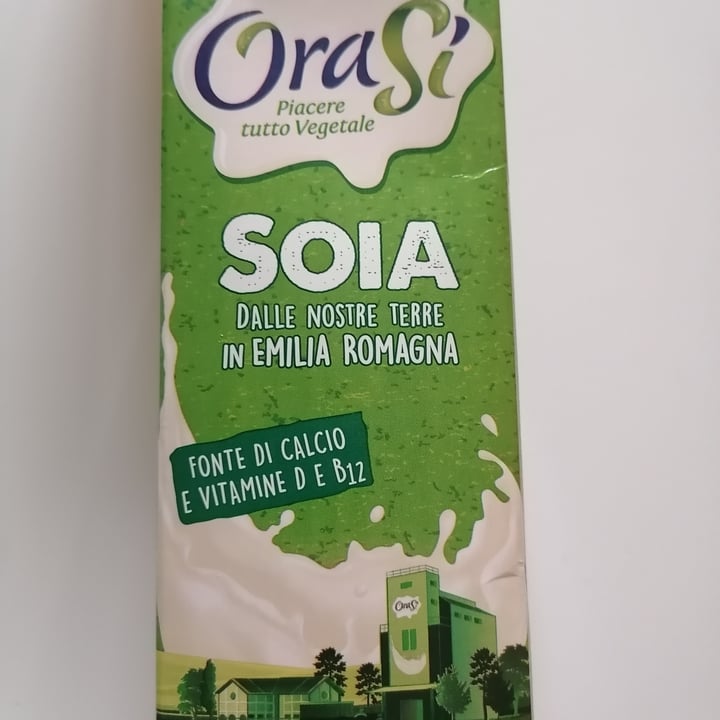 OraSì
Piacere
tutto Vegetale
SOIA
DALLE NOSTRE TERRE
IN EMILIA ROMAGNA
FONTE DI CALCIO
E VITAMINE D E B12
OraSì